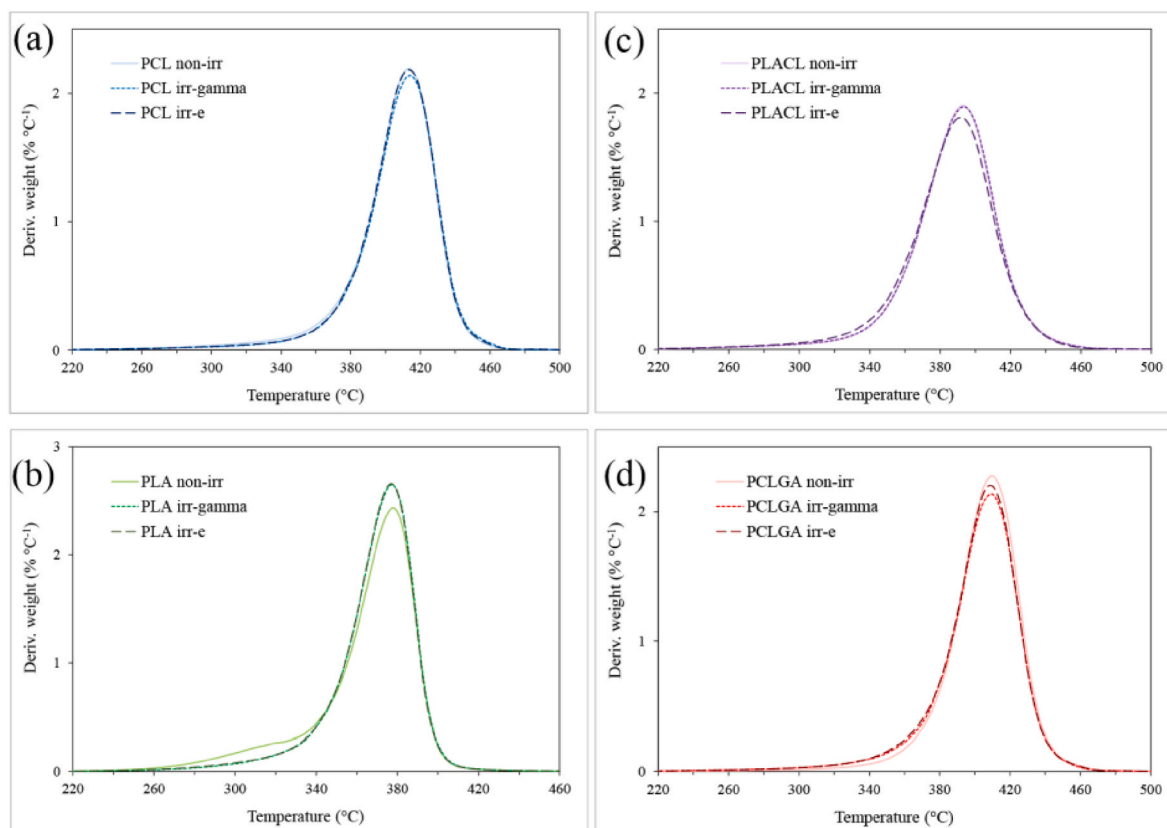 (a)
PCL non-irr
PCL irr-gamma
PCL irr-e
Deriv. weight (% °C⁻¹)
2
1
0
220 260 300 340 380 420 460 500
Temperature (°C)
(c)
PLACL non-irr
PLACL irr-gamma
PLACL irr-e
Deriv. weight (% °C⁻¹)
2
1
0
220 260 300 340 380 420 460 500
Temperature (°C)
(b)
PLA non-irr
PLA irr-gamma
PLA irr-e
Deriv. weight (% °C⁻¹)
3
2
1
0
220 260 300 340 380 420 460
Temperature (°C)
(d)
PCLGA non-irr
PCLGA irr-gamma
PCLGA irr-e
Deriv. weight (% °C⁻¹)
2
1
0
220 260 300 340 380 420 460 500
Temperature (°C)